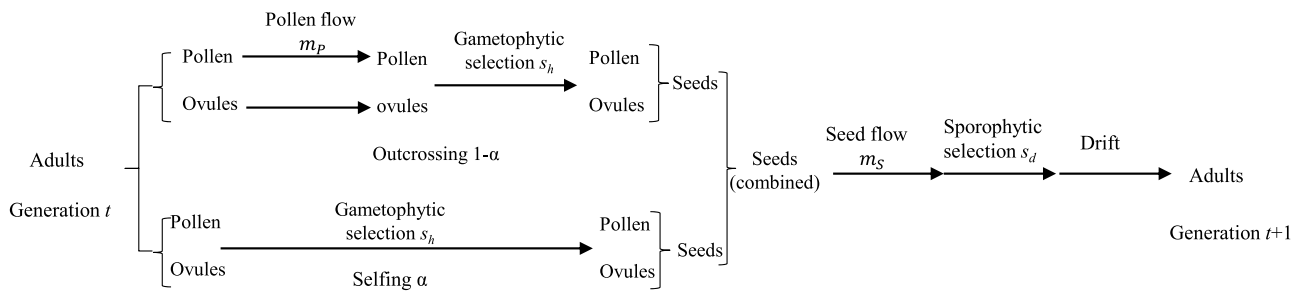 Pollen flow
m_P
Pollen
Pollen
Ovules
ovules
Gametophytic
selection s_h
Pollen
Ovules
Seeds
Outcrossing 1-α
Adults
Generation t
Seeds
(combined)
Seed flow
m_S
Sporophytic
selection s_d
Drift
Adults
Generation t+1
Pollen
Ovules
Gametophytic
selection s_h
Selfing α
Pollen
Ovules
Seeds